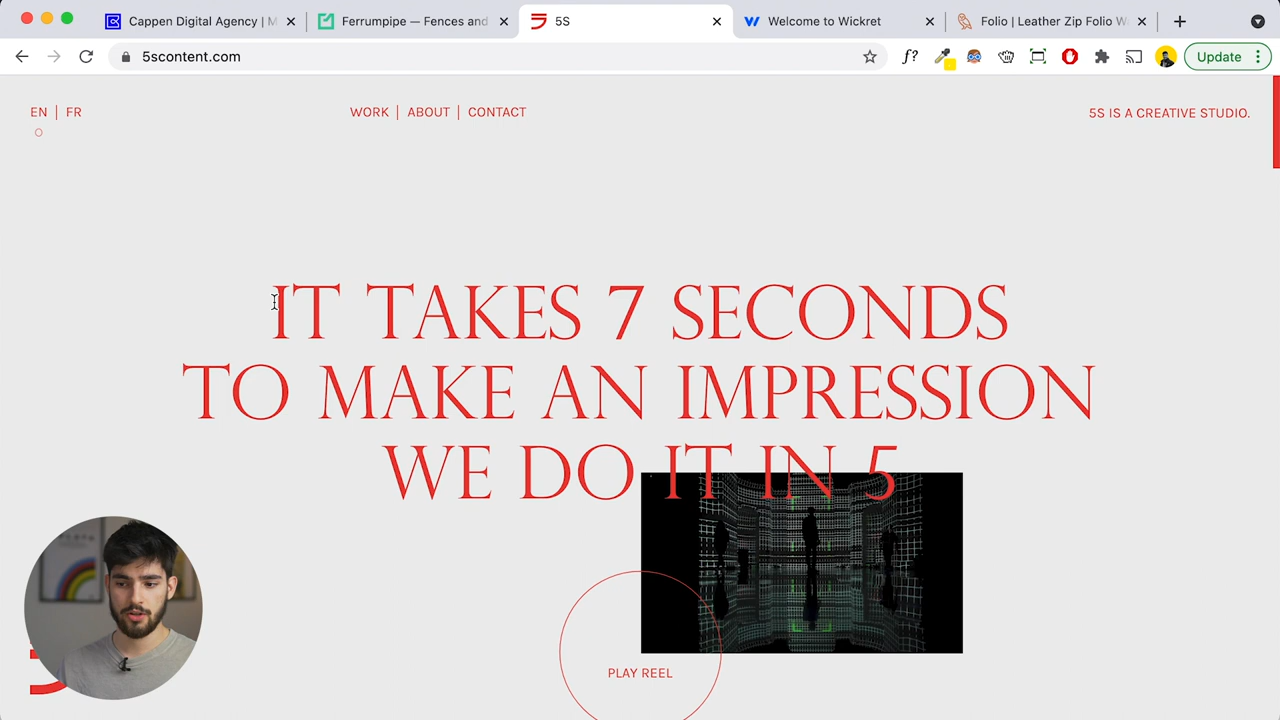 Cappen Digital Agency |
Ferrumpipe — Fences and
5S
Welcome to Wickret
Folio | Leather Zip Folio
5scontent.com
f?
Update
EN | FR
WORK | ABOUT | CONTACT
5S IS A CREATIVE STUDIO.
IT TAKES 7 SECONDS
TO MAKE AN IMPRESSION
WE DO IT IN 5
PLAY REEL